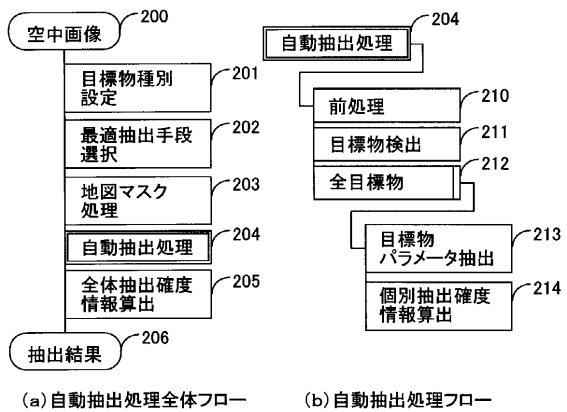 空中画像
200
目標物種別
設定
201
最適抽出手段
選択
202
地図マスク
処理
203
自動抽出処理
204
全体抽出確度
情報算出
205
抽出結果
206
(a)自動抽出処理全体フロー
自動抽出処理
204
前処理
210
目標物検出
211
全目標物
212
目標物
パラメータ抽出
213
個別抽出確度
情報算出
214
(b)自動抽出処理フロー